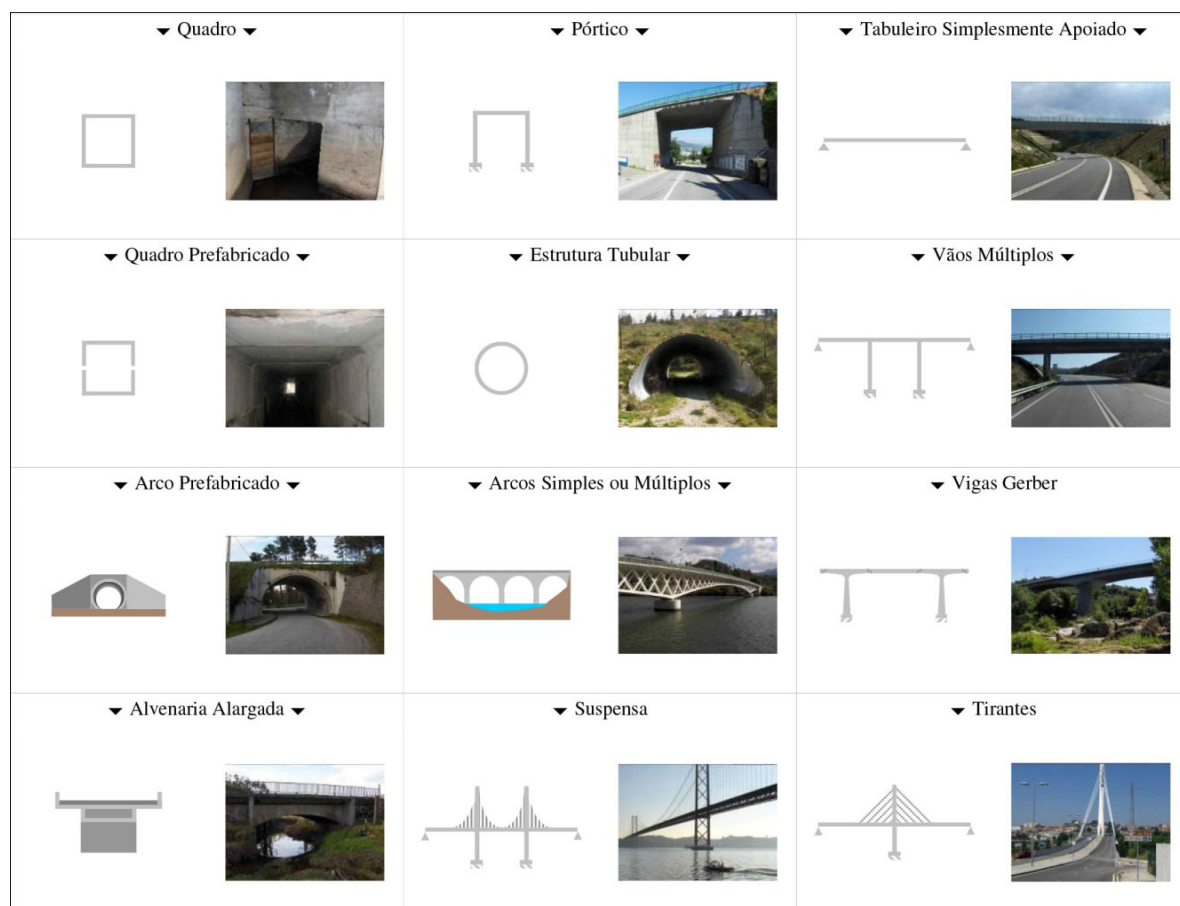 Quadro
Pórtico
Tabuleiro Simplesmente Apoiado
Quadro Prefabricado
Estrutura Tubular
Vãos Múltiplos
Arco Prefabricado
Arcos Simples ou Múltiplos
Vigas Gerber
Alvenaria Alargada
Suspensa
Tirantes